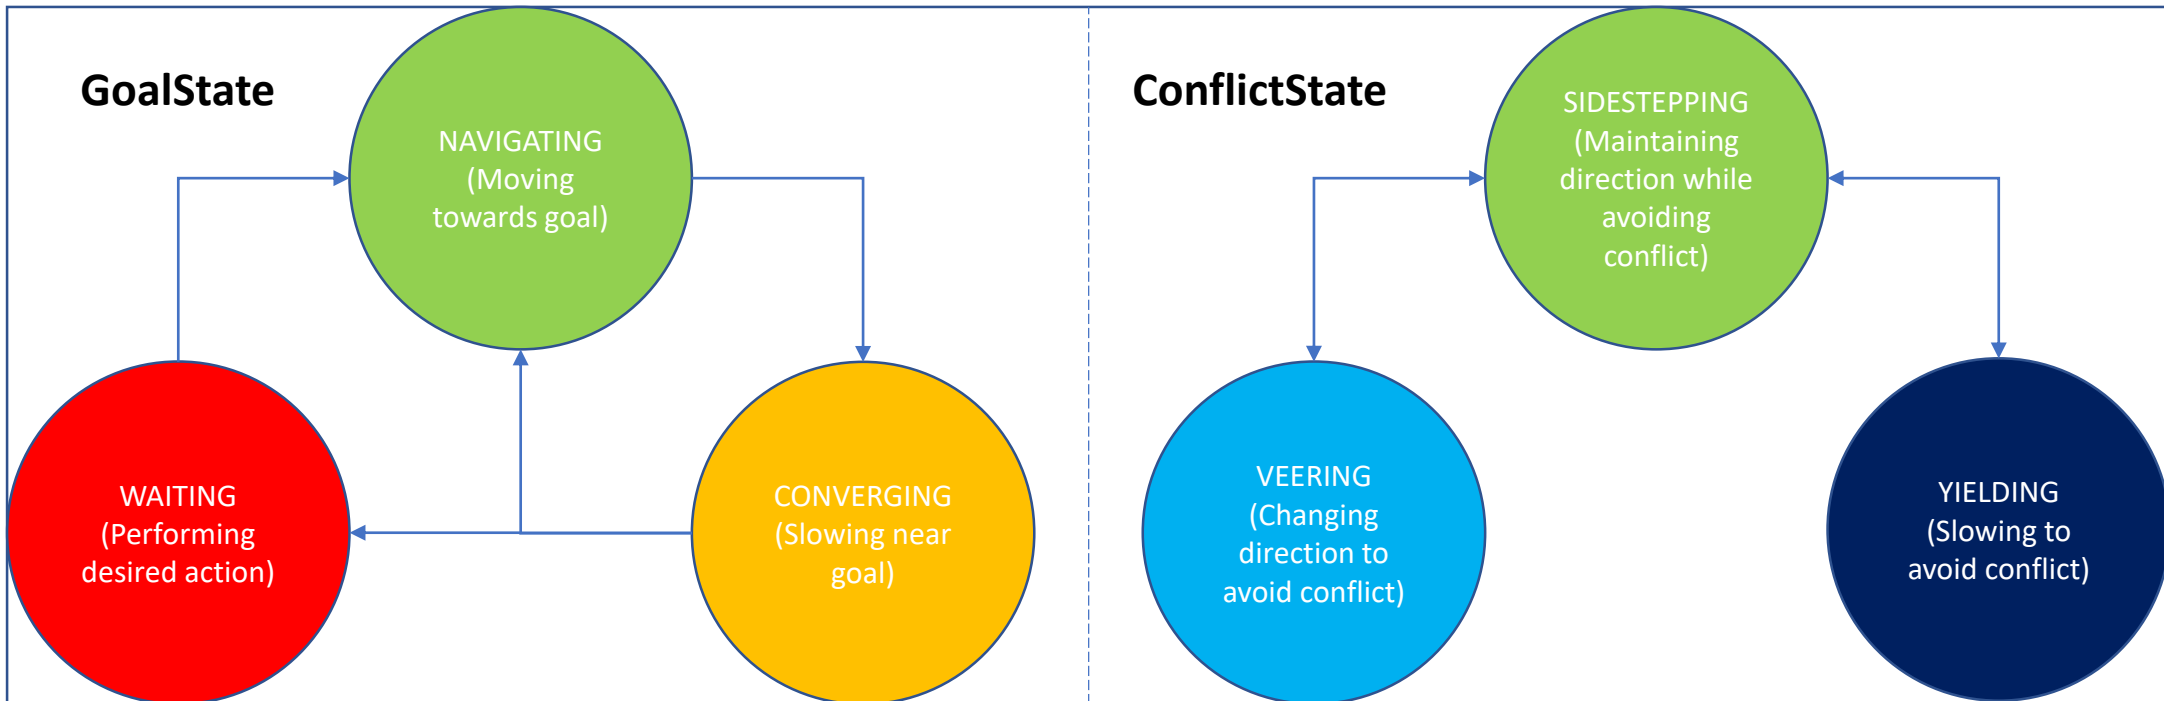 GoalState
NAVIGATING
(Moving
towards goal)
WAITING
(Performing
desired action)
CONVERGING
(Slowing near
goal)
ConflictState
SIDESTEPPING
(Maintaining
direction while
avoiding
conflict)
VEERING
(Changing
direction to
avoid conflict)
YIELDING
(Slowing to
avoid conflict)